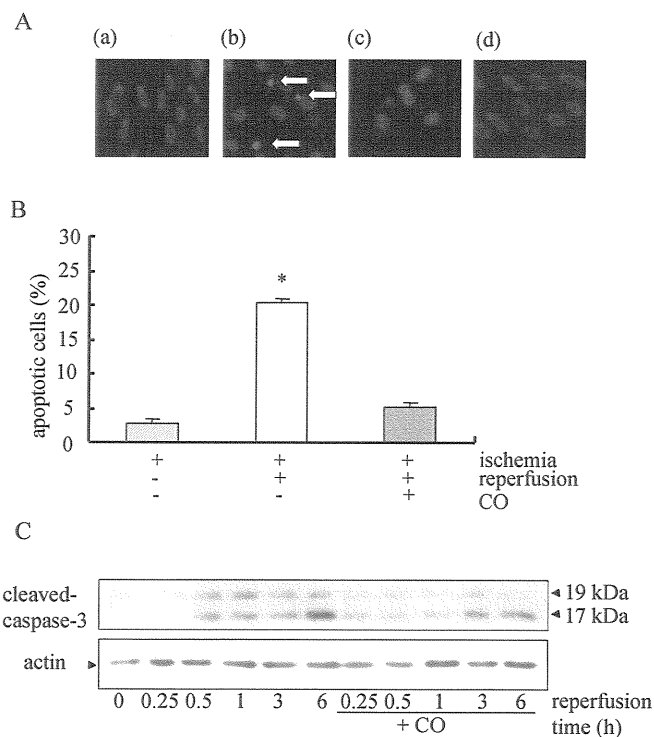 A
(a) (b) (c) (d)
B
apoptotic cells (%)
30
25
20
15
10
5
0
*
+ + + ischemia
- + + reperfusion
- - + CO
C
cleaved-
caspase-3
19 kDa
17 kDa
actin
0 0.25 0.5 1 3 6 0.25 0.5 1 3 6 reperfusion
+ CO time (h)